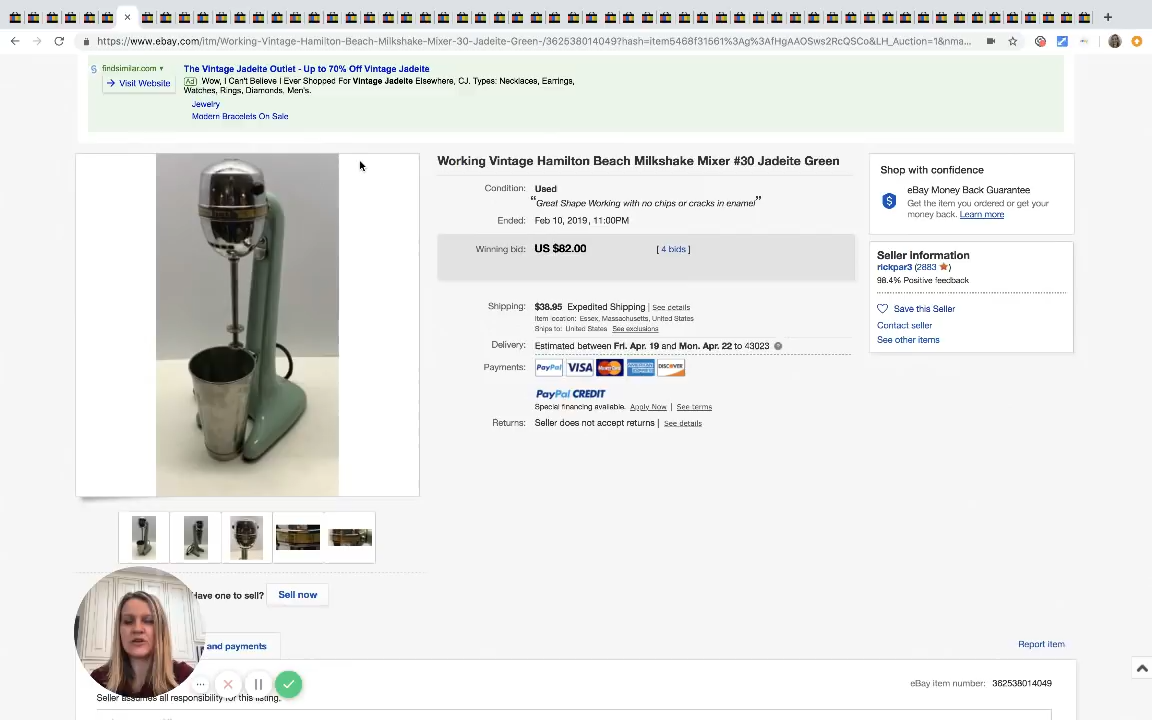 https://www.ebay.com/itm/Working-Vintage-Hamilton-Beach-Milkshake-Mixer-30-Jadeite-Green-/362538014049?hash=item5468f31561%3Ag%3AfHgAAOSws2RcQSCo&LH_Auction=1&nma...
findsimilar.com
Visit Website
The Vintage Jadeite Outlet - Up to 70% Off Vintage Jadeite
Ad Wow, I Can't Believe I Ever Shopped For Vintage Jadeite Elsewhere, CJ. Types: Necklaces, Earrings,
Watches, Rings, Diamonds, Men's.
Jewelry
Modern Bracelets On Sale
Working Vintage Hamilton Beach Milkshake Mixer #30 Jadeite Green
Condition: Used
"Great Shape Working with no chips or cracks in enamel"
Ended: Feb 10, 2019 , 11:00PM
Winning bid: US $82.00 [ 4 bids ]
Shipping: $38.95 Expedited Shipping | See details
Item location: Essex, Massachusetts, United States
Ships to: United States See exclusions
Delivery: Estimated between Fri. Apr. 19 and Mon. Apr. 22 to 43023
Payments: PayPal VISA MasterCard AMERICAN EXPRESS DISCOVER
PayPal CREDIT
Special financing available. Apply Now | See terms
Returns: Seller does not accept returns | See details
Shop with confidence
eBay Money Back Guarantee
Get the item you ordered or get your
money back. Learn more
Seller information
rickpar3 (2883 )
98.4% Positive feedback
Save this Seller
Contact seller
See other items
Have one to sell? Sell now
and payments
Report item
eBay item number: 362538014049
Seller assumes all responsibility for this listing.